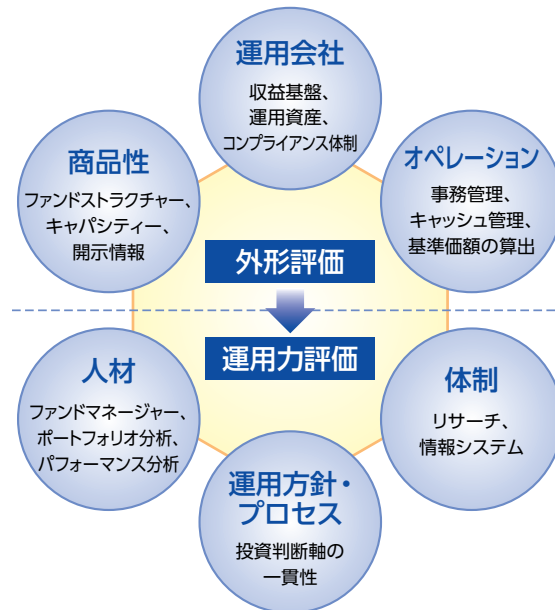 運用会社
収益基盤、
運用資産、
コンプライアンス体制
商品性
ファンドストラクチャー、
キャパシティー、
開示情報
オペレーション
事務管理、
キャッシュ管理、
基準価額の算出
外形評価
運用力評価
人材
ファンドマネージャー、
ポートフォリオ分析、
パフォーマンス分析
体制
リサーチ、
情報システム
運用方針・
プロセス
投資判断軸の
一貫性